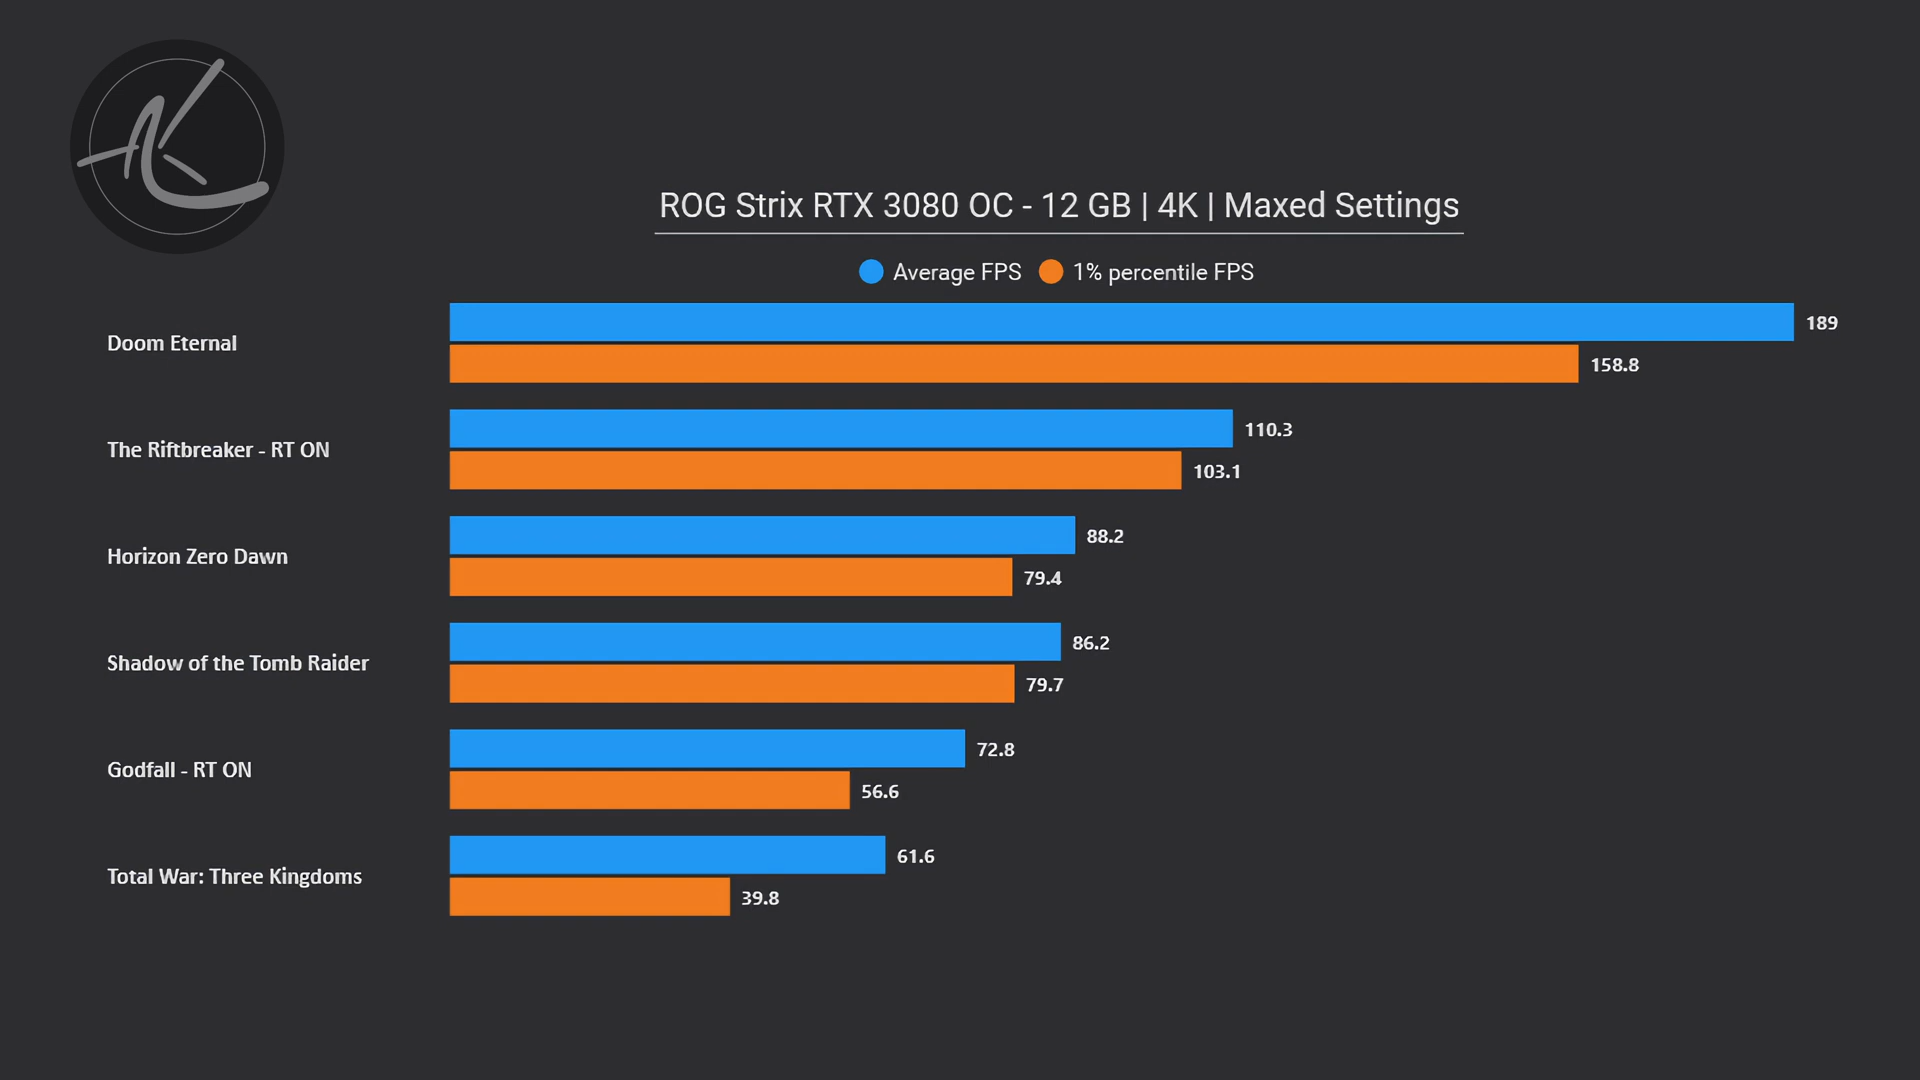 ROG Strix RTX 3080 OC - 12 GB | 4K | Maxed Settings
Average FPS 1% percentile FPS
Doom Eternal
189
158.8
The Riftbreaker - RT ON
110.3
103.1
Horizon Zero Dawn
88.2
79.4
Shadow of the Tomb Raider
86.2
79.7
Godfall - RT ON
72.8
56.6
Total War: Three Kingdoms
61.6
39.8